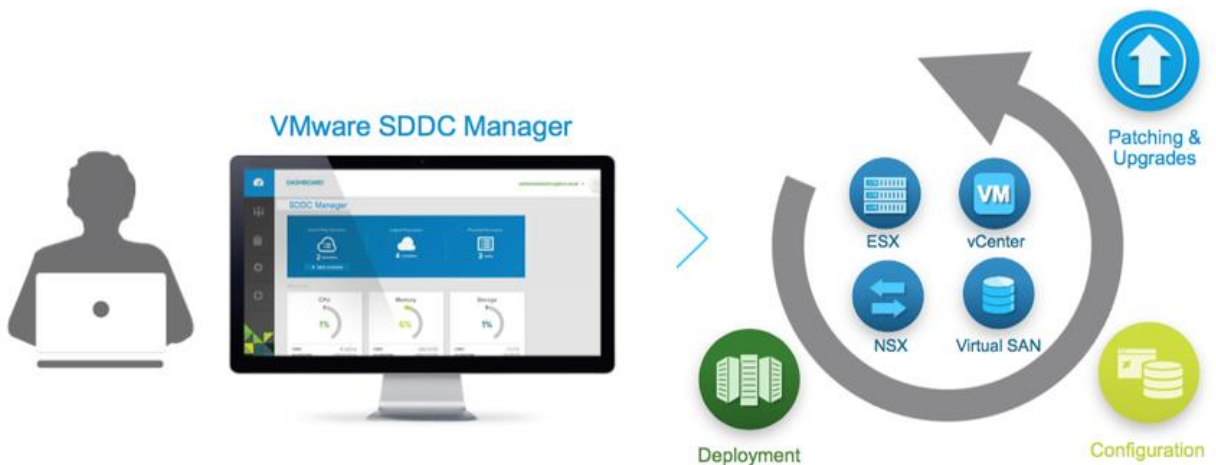 VMware SDDC Manager
DASHBOARD
SDDC Manager
CPU
Memory
Storage
1%
6%
1%
Patching &
Upgrades
ESX
VM
vCenter
NSX
Virtual SAN
Deployment
Configuration